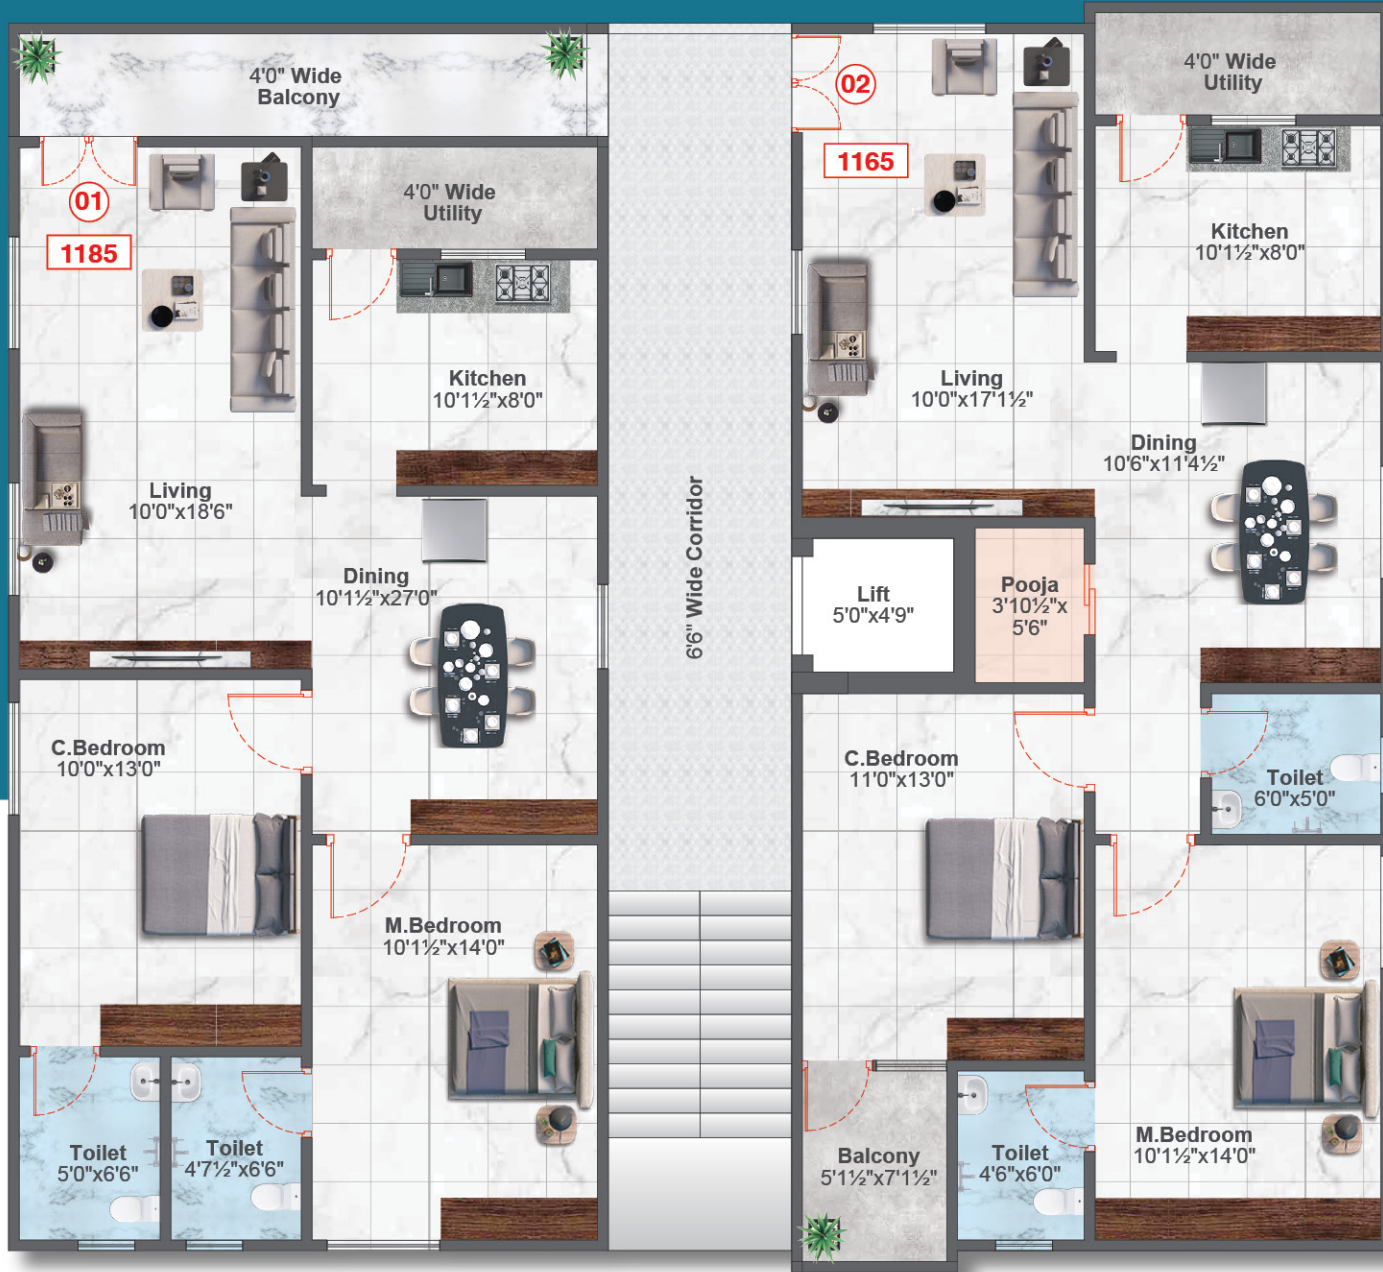 4'0" Wide
Balcony
01
1185
4'0" Wide
Utility
Kitchen
10'1½"x8'0"
Living
10'0"x18'6"
Dining
10'1½"x27'0"
C.Bedroom
10'0"x13'0"
M.Bedroom
10'1½"x14'0"
Toilet
5'0"x6'6"
Toilet
4'7½"x6'6"
6'6" Wide Corridor
02
1165
4'0" Wide
Utility
Kitchen
10'1½"x8'0"
Living
10'0"x17'1½"
Dining
10'6"x11'4½"
Lift
5'0"x4'9"
Pooja
3'10½"x
5'6"
C.Bedroom
11'0"x13'0"
Toilet
6'0"x5'0"
M.Bedroom
10'1½"x14'0"
Balcony
5'1½"x7'1½"
Toilet
4'6"x6'0"